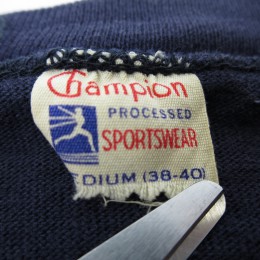 Champion
PROCESSED
SPORTSWEAR
EDIUM (38-40)